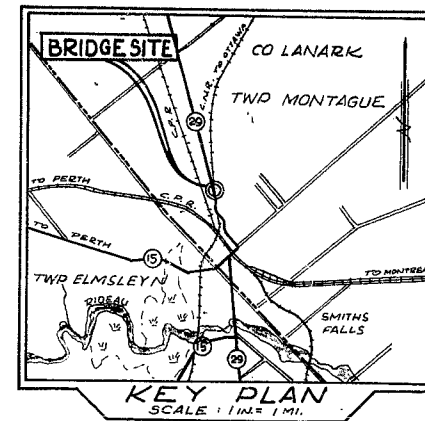 BRIDGE SITE
CO LANARK
TWP MONTAGUE
C.N.R. TO OTTAWA
C.P.R.
29
TO PERTH
C.P.R.
TO PERTH
15
TO MONTREAL
TWP ELMSLEY N
RIDEAU
SMITHS
FALLS
15
29
KEY PLAN
SCALE : 1 IN. = 1 MI.